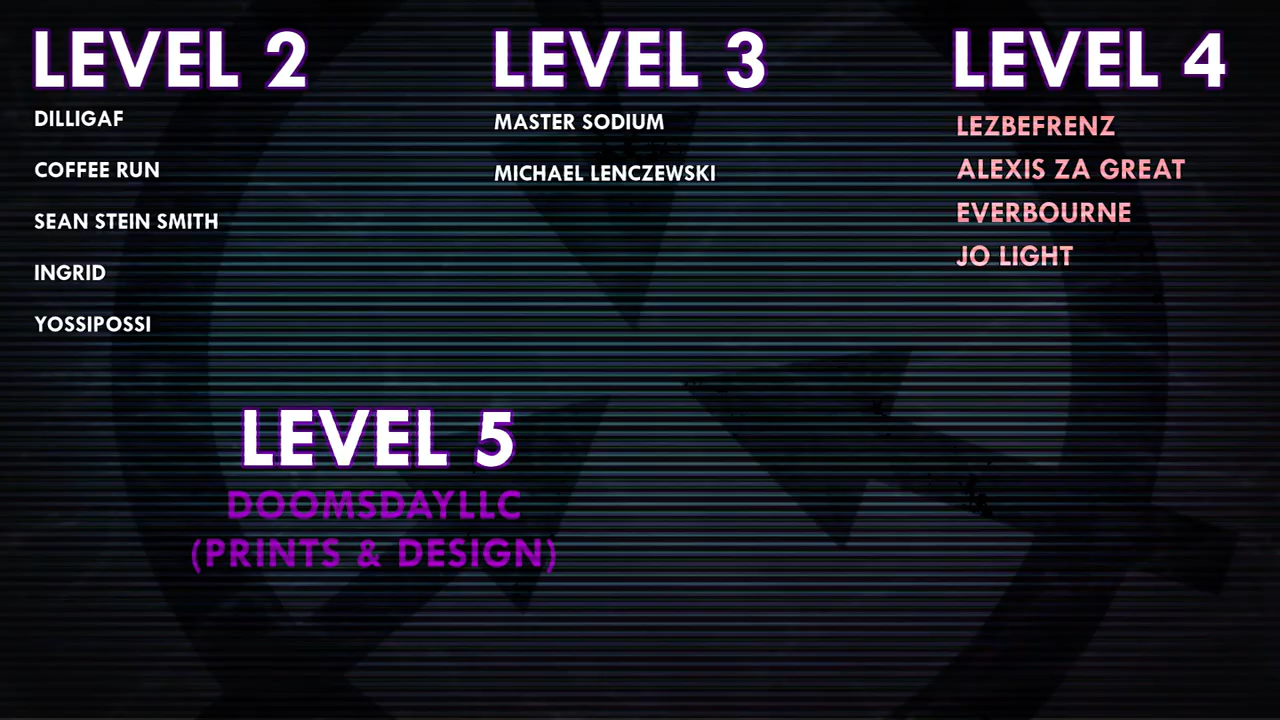 LEVEL 2
DILLIGAF
COFFEE RUN
SEAN STEIN SMITH
INGRID
YOSSIPOSSI
LEVEL 3
MASTER SODIUM
MICHAEL LENCZEWSKI
LEVEL 4
LEZBEFRENZ
ALEXIS ZA GREAT
EVERBOURNE
JO LIGHT
LEVEL 5
DOOMSDAYLLC
(PRINTS & DESIGN)